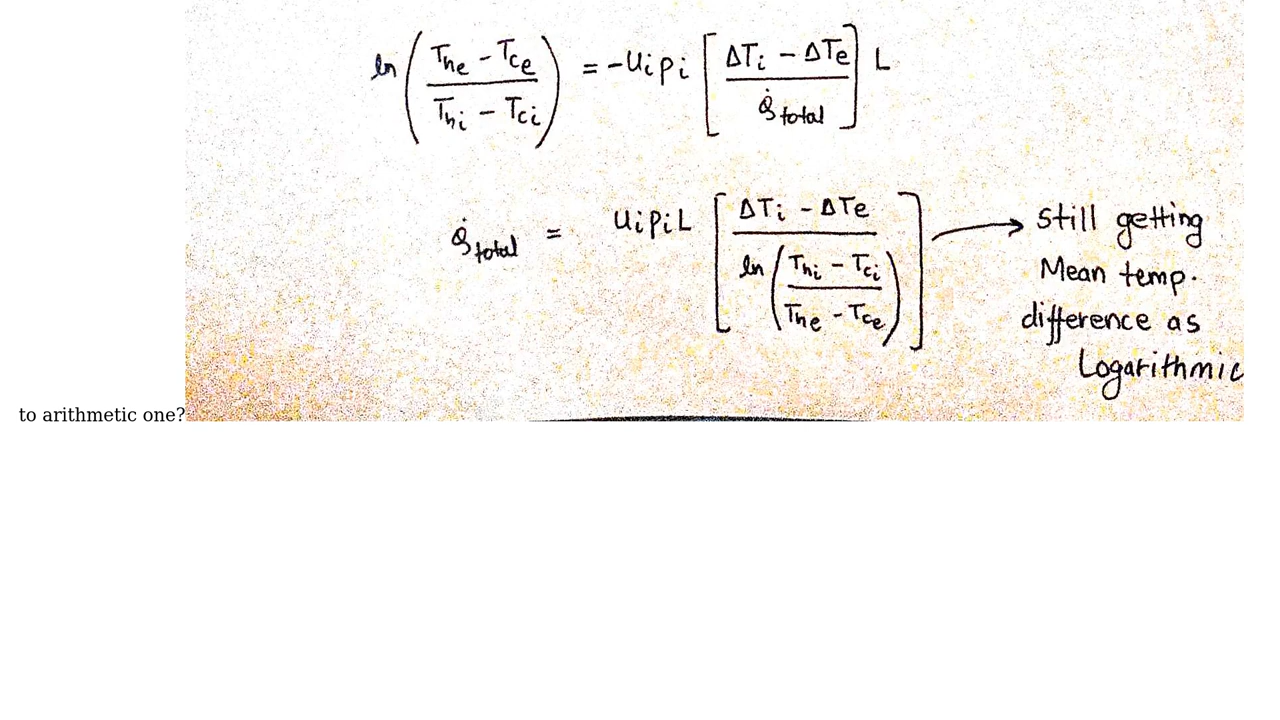 ln ( The - Tce / Thi - Tci ) = -Uipi [ ΔTi - ΔTe / Q̇total ] L
Q̇total = UipiL [ ΔTi - ΔTe / ln ( Thi - Tci / The - Tce ) ] → Still getting
Mean temp.
difference as
Logarithmic
to arithmetic one?